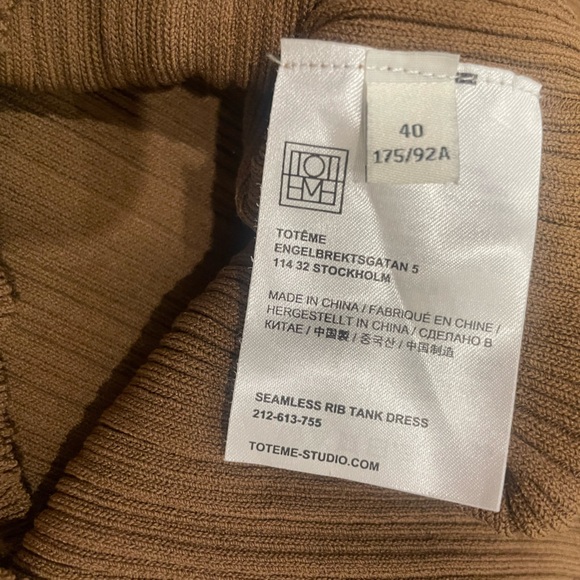 40
175/92A
TOTÊME
TOTÊME
ENGELBREKTSGATAN 5
114 32 STOCKHOLM
MADE IN CHINA / FABRIQUÉ EN CHINE /
HERGESTELLT IN CHINA / СДЕЛАНО В
КИТАЕ / 中国製 / 중국산 / 中国制造
SEAMLESS RIB TANK DRESS
212-613-755
TOTEME-STUDIO.COM